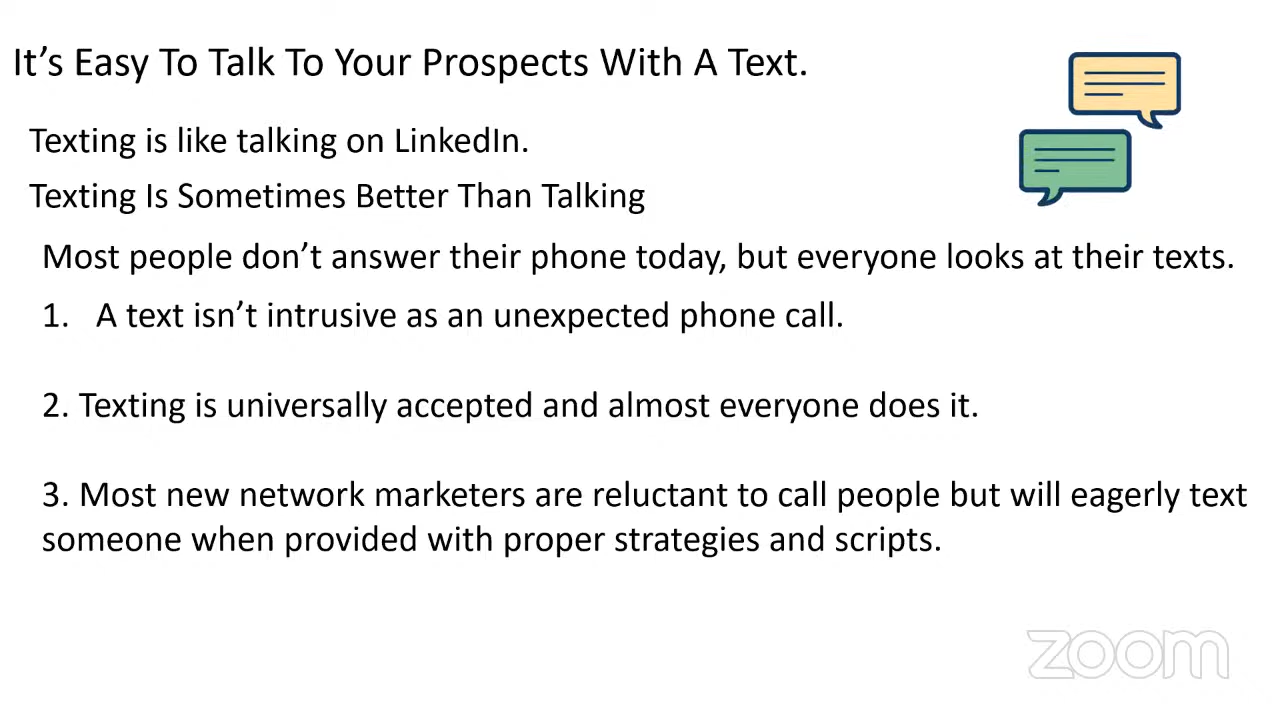 It’s Easy To Talk To Your Prospects With A Text.
Texting is like talking on LinkedIn.
Texting Is Sometimes Better Than Talking
Most people don’t answer their phone today, but everyone looks at their texts.
1. A text isn’t intrusive as an unexpected phone call.
2. Texting is universally accepted and almost everyone does it.
3. Most new network marketers are reluctant to call people but will eagerly text
someone when provided with proper strategies and scripts.
zoom